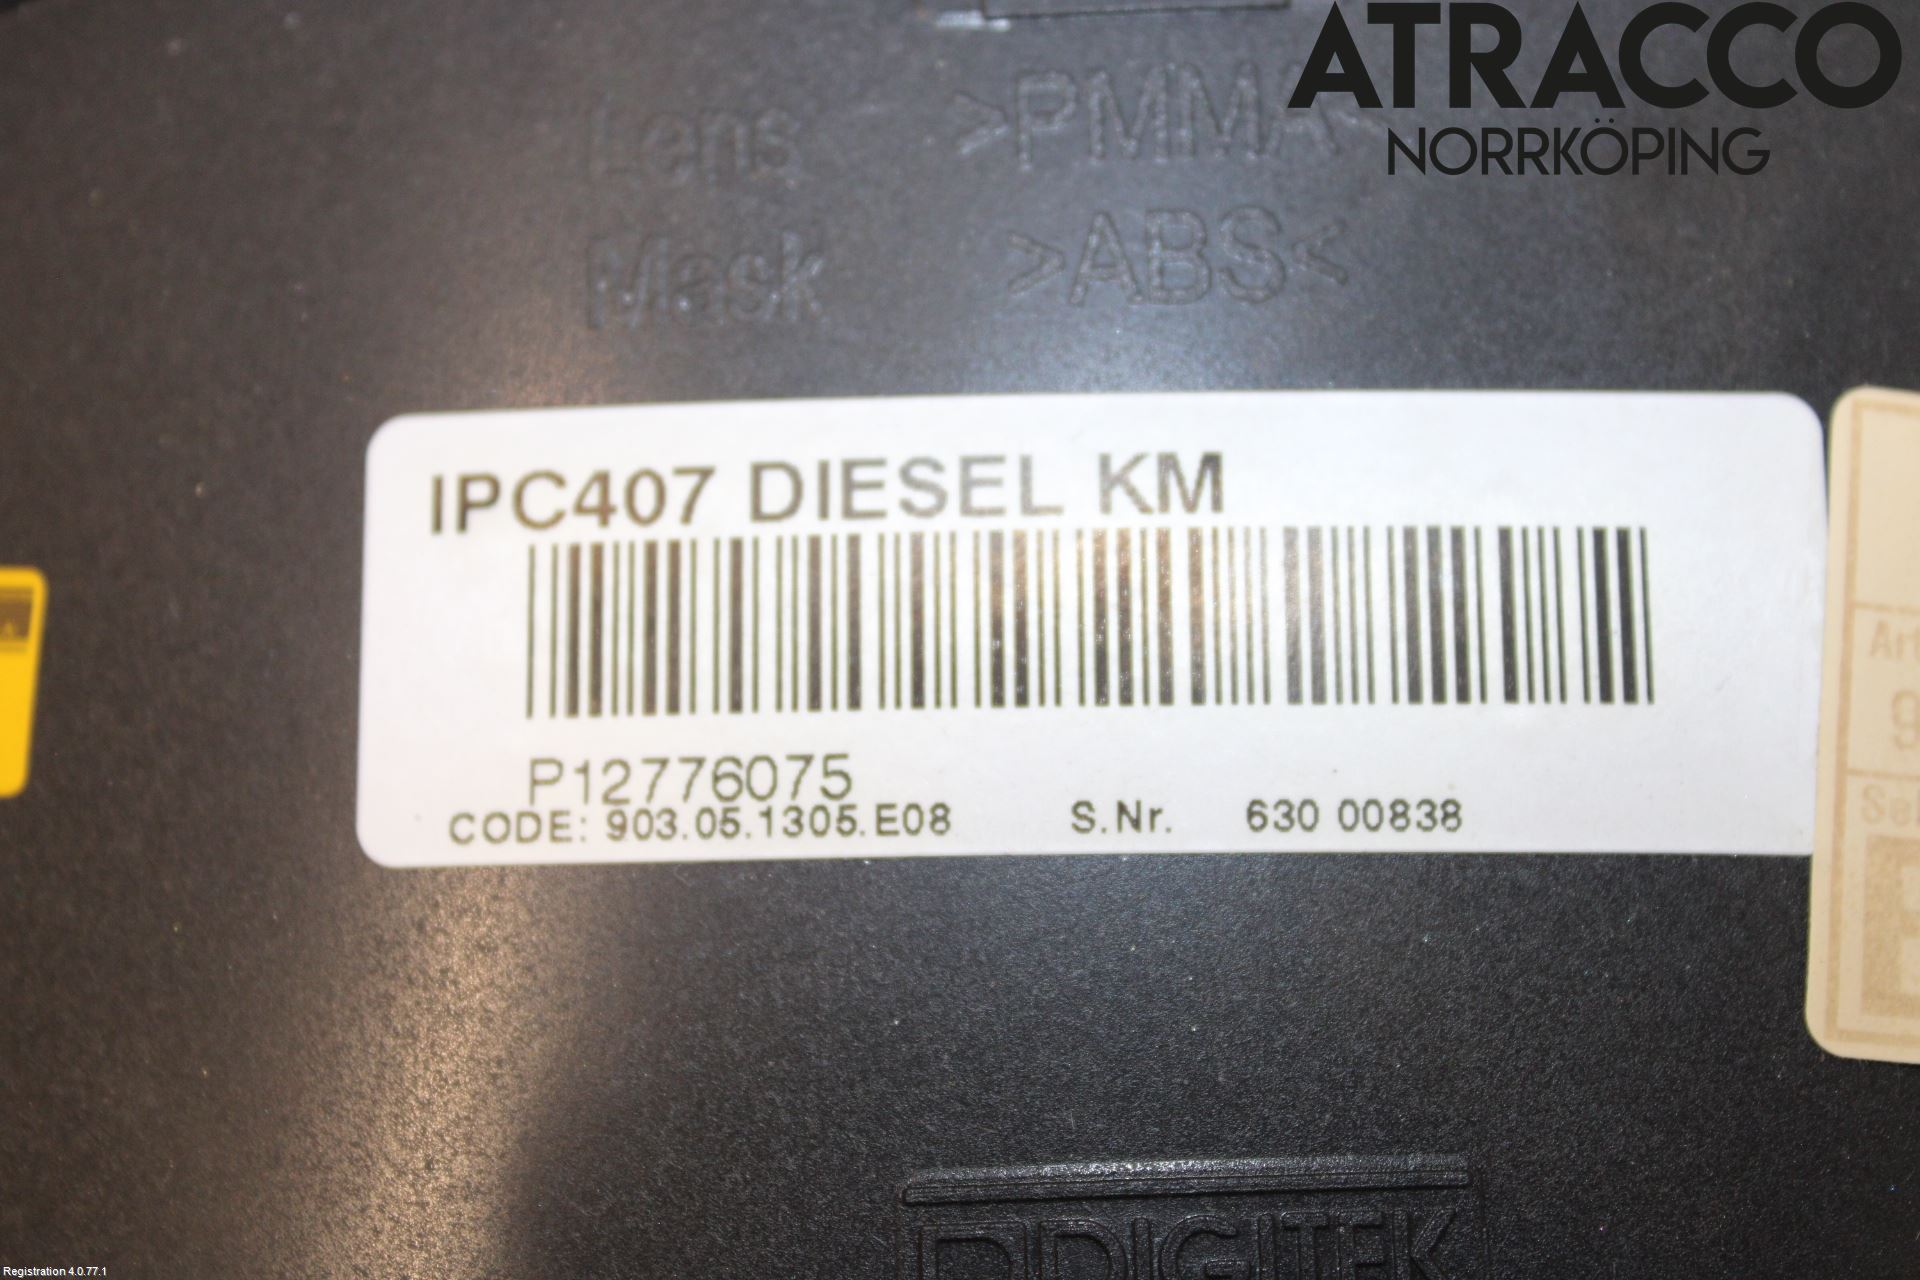 ATRACCO
NORRKÖPING
Lens >PMMA<
Mask >ABS<
IPC407 DIESEL KM
P12776075
CODE: 903.05.1305.E08 S.Nr. 630 00838
DIGITEK
Registration 4.0.77.1